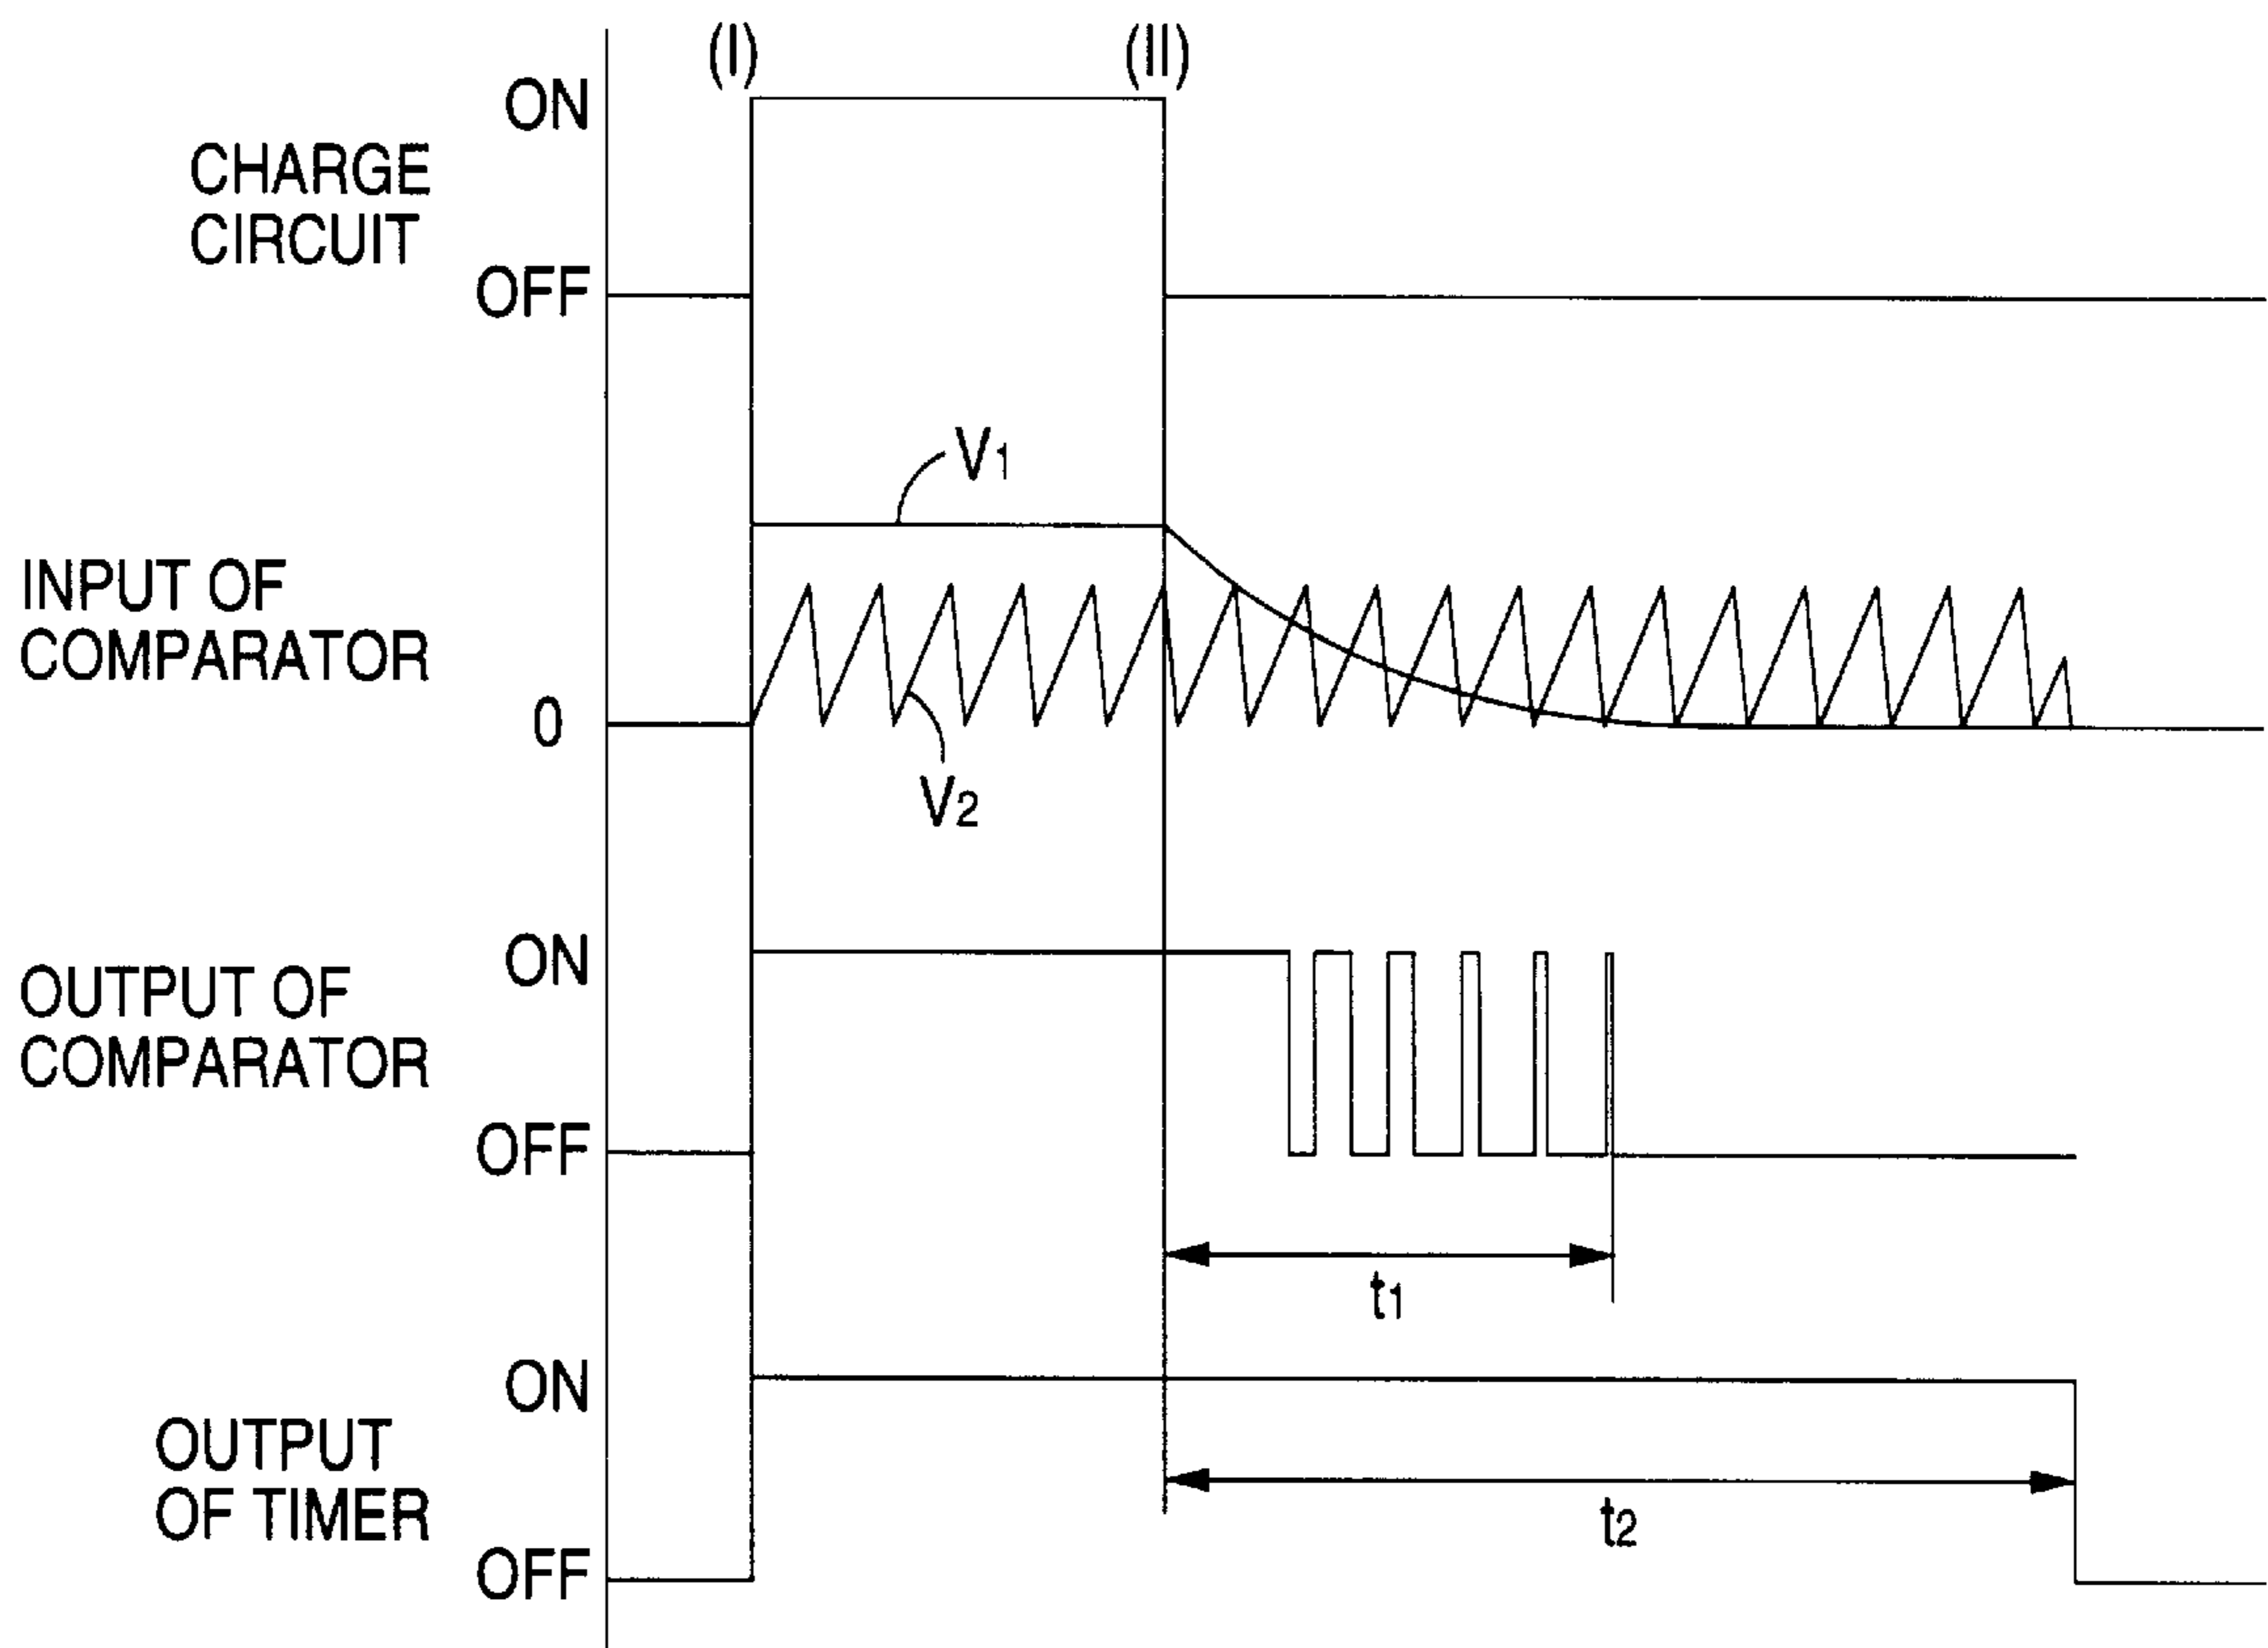 (I)
(II)
ON
CHARGE
CIRCUIT
OFF
V1
INPUT OF
COMPARATOR
0
V2
ON
OUTPUT OF
COMPARATOR
OFF
t1
ON
OUTPUT
OF TIMER
t2
OFF